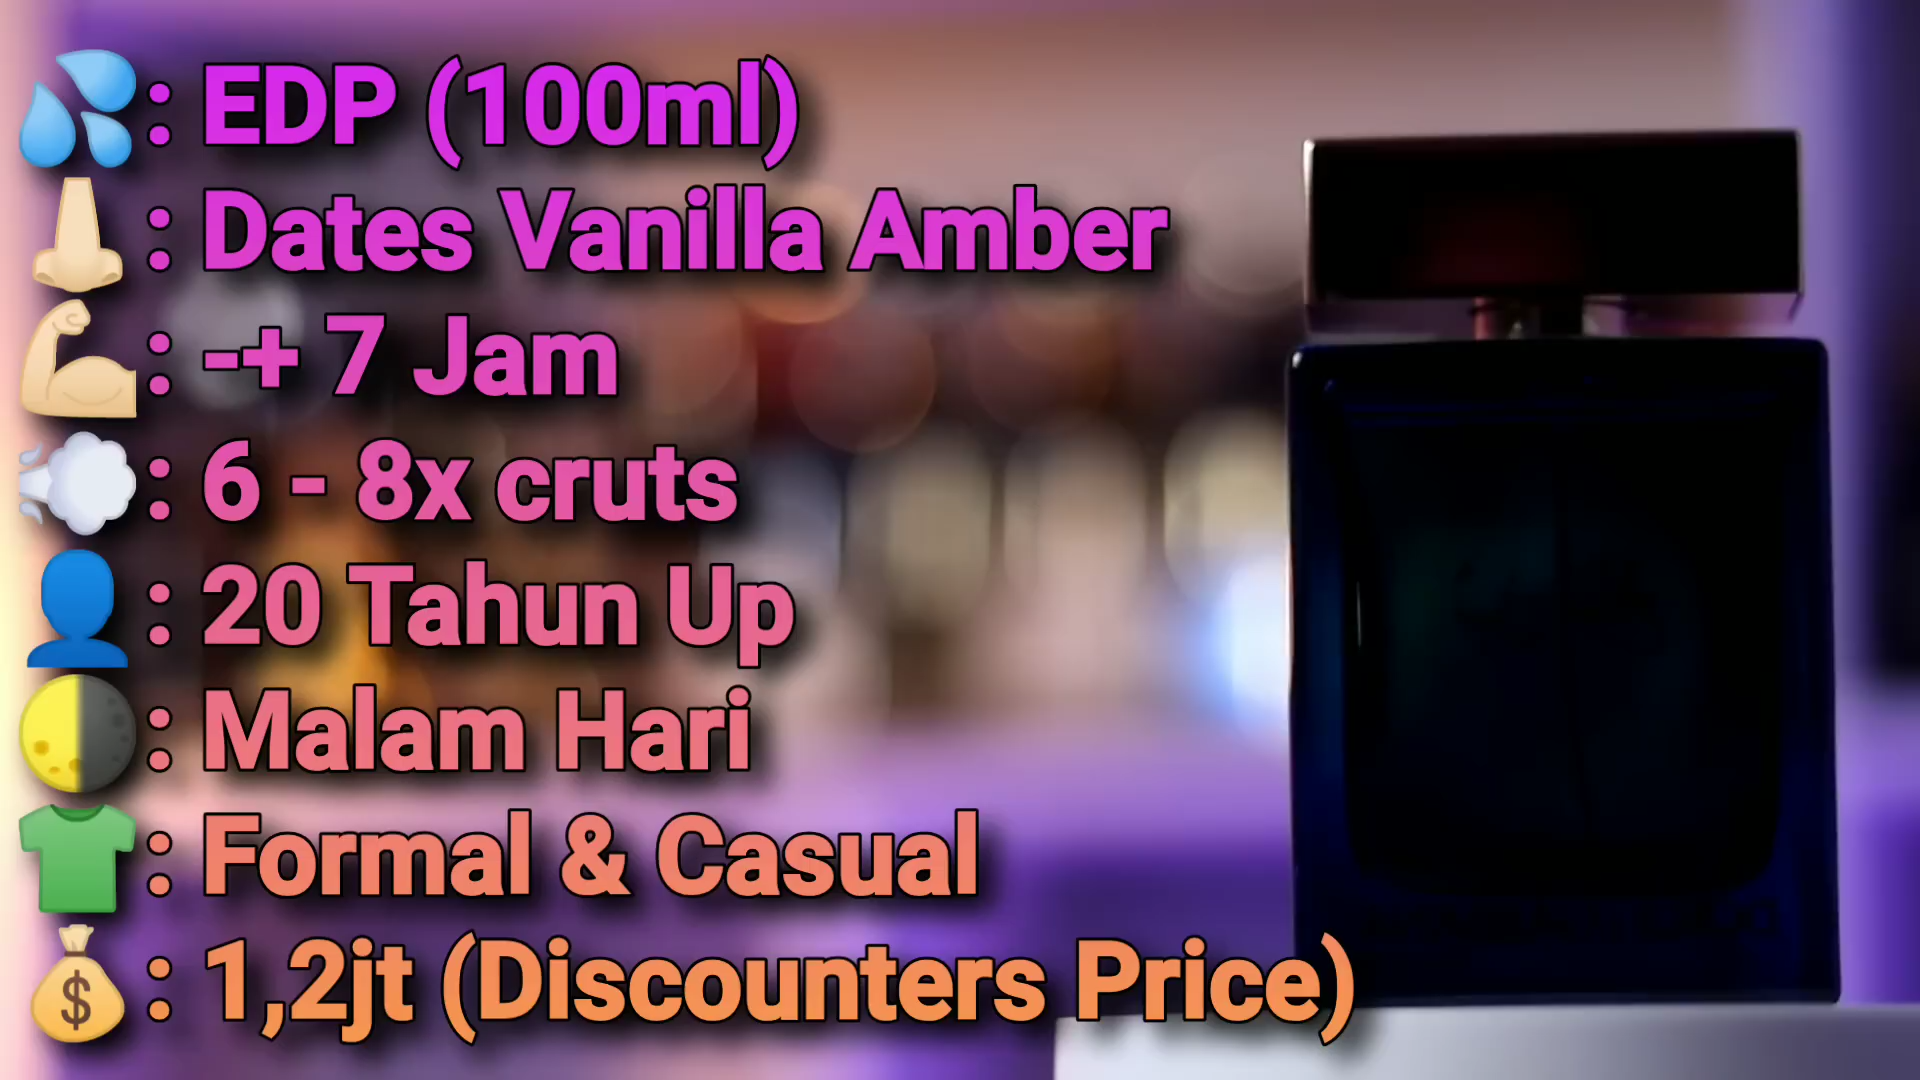 : EDP (100ml)
: Dates Vanilla Amber
: -+ 7 Jam
: 6 - 8x cruts
: 20 Tahun Up
: Malam Hari
: Formal & Casual
: 1,2jt (Discounters Price)